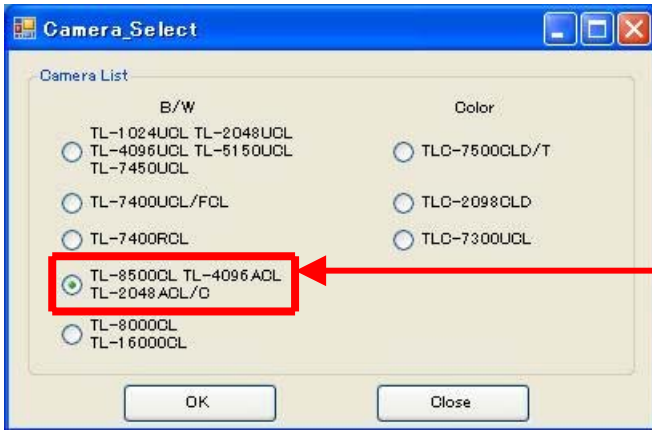 Camera_Select
Camera List
B/W
TL-1024UCL TL-2048UCL
TL-4096UCL TL-5150UCL
TL-7450UCL
TL-7400UCL/FCL
TL-7400RCL
TL-8500CL TL-4096ACL
TL-2048ACL/C
TL-8000CL
TL-16000CL
Color
TLC-7500CLD/T
TLC-2098CLD
TLC-7300UCL
OK
Close